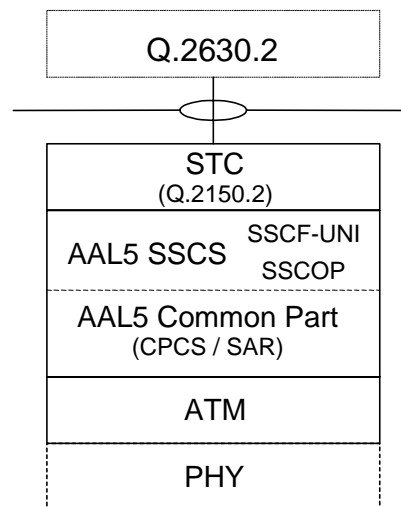 Q.2630.2
STC
(Q.2150.2)
AAL5 SSCS
SSCF-UNI
SSCOP
AAL5 Common Part
(CPCS / SAR)
ATM
PHY